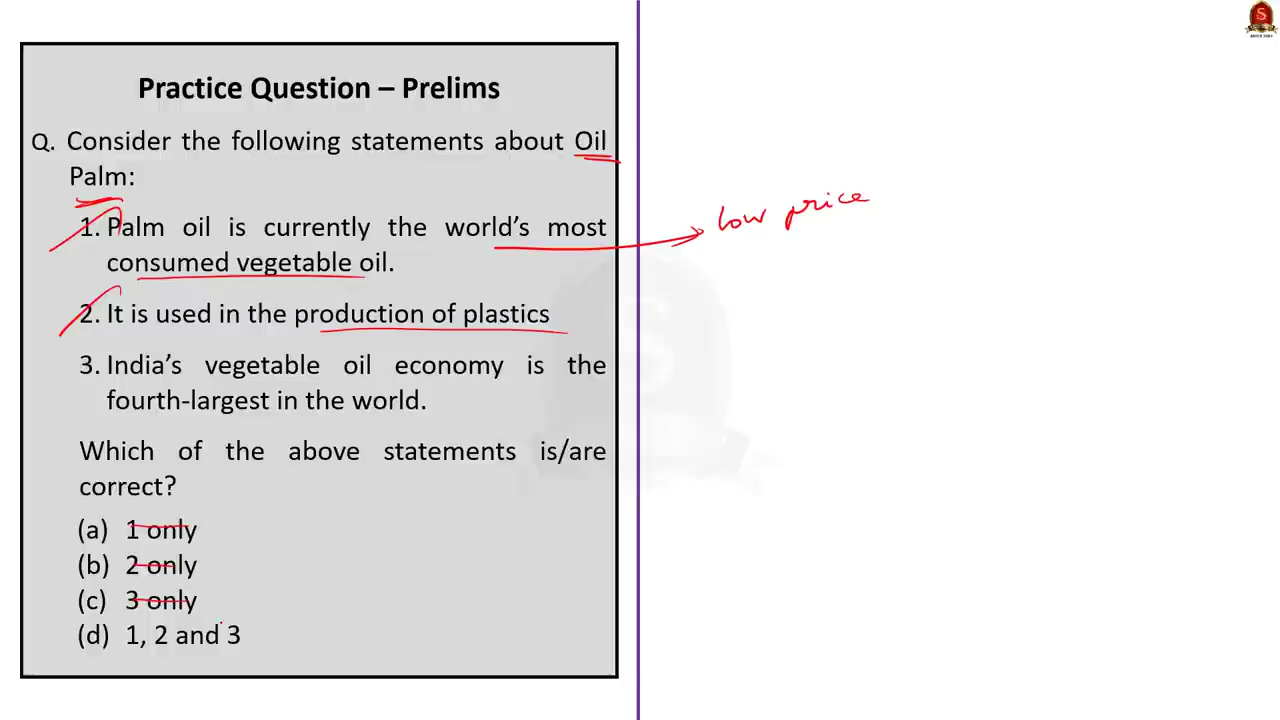 Practice Question – Prelims
Q. Consider the following statements about Oil
Palm:
1. Palm oil is currently the world's most
consumed vegetable oil.
low price
2. It is used in the production of plastics
3. India's vegetable oil economy is the
fourth-largest in the world.
Which of the above statements is/are
correct?
(a) 1 only
(b) 2 only
(c) 3 only
(d) 1, 2 and 3